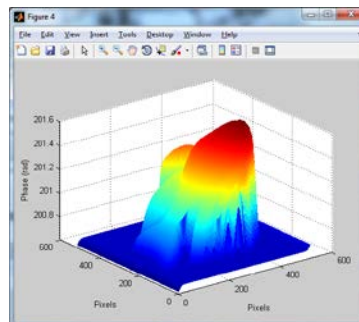 Figure 4
File Edit View Insert Tools Desktop Window Help
201.6
201.4
201.2
201
200.8
Phase (rad)
600
400
200
0
Pixels
0
200
400
600
Pixels